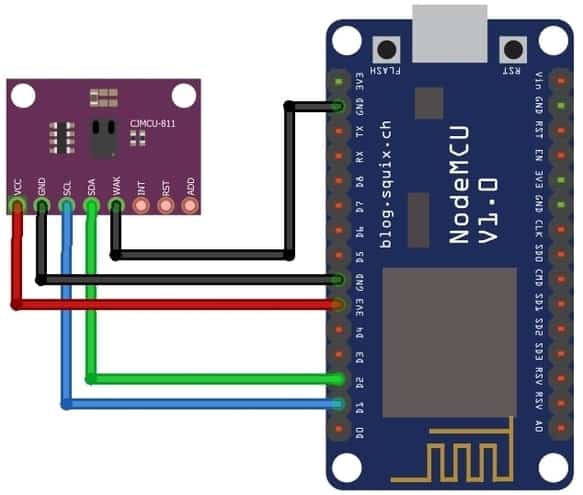 CJMCU-811
VCC
GND
SCL
SDA
WAK
INT
RST
ADD
FLASH
RST
3V3
GND
TX
RX
D8
D7
D6
D5
GND
3V3
D4
D3
D2
D1
D0
blog.squix.ch
NodeMCU
V1.0
Vin
GND
RST
EN
3V3
GND
CLK
SD0
CMD
SD1
SD2
SD3
RSV
RSV
A0